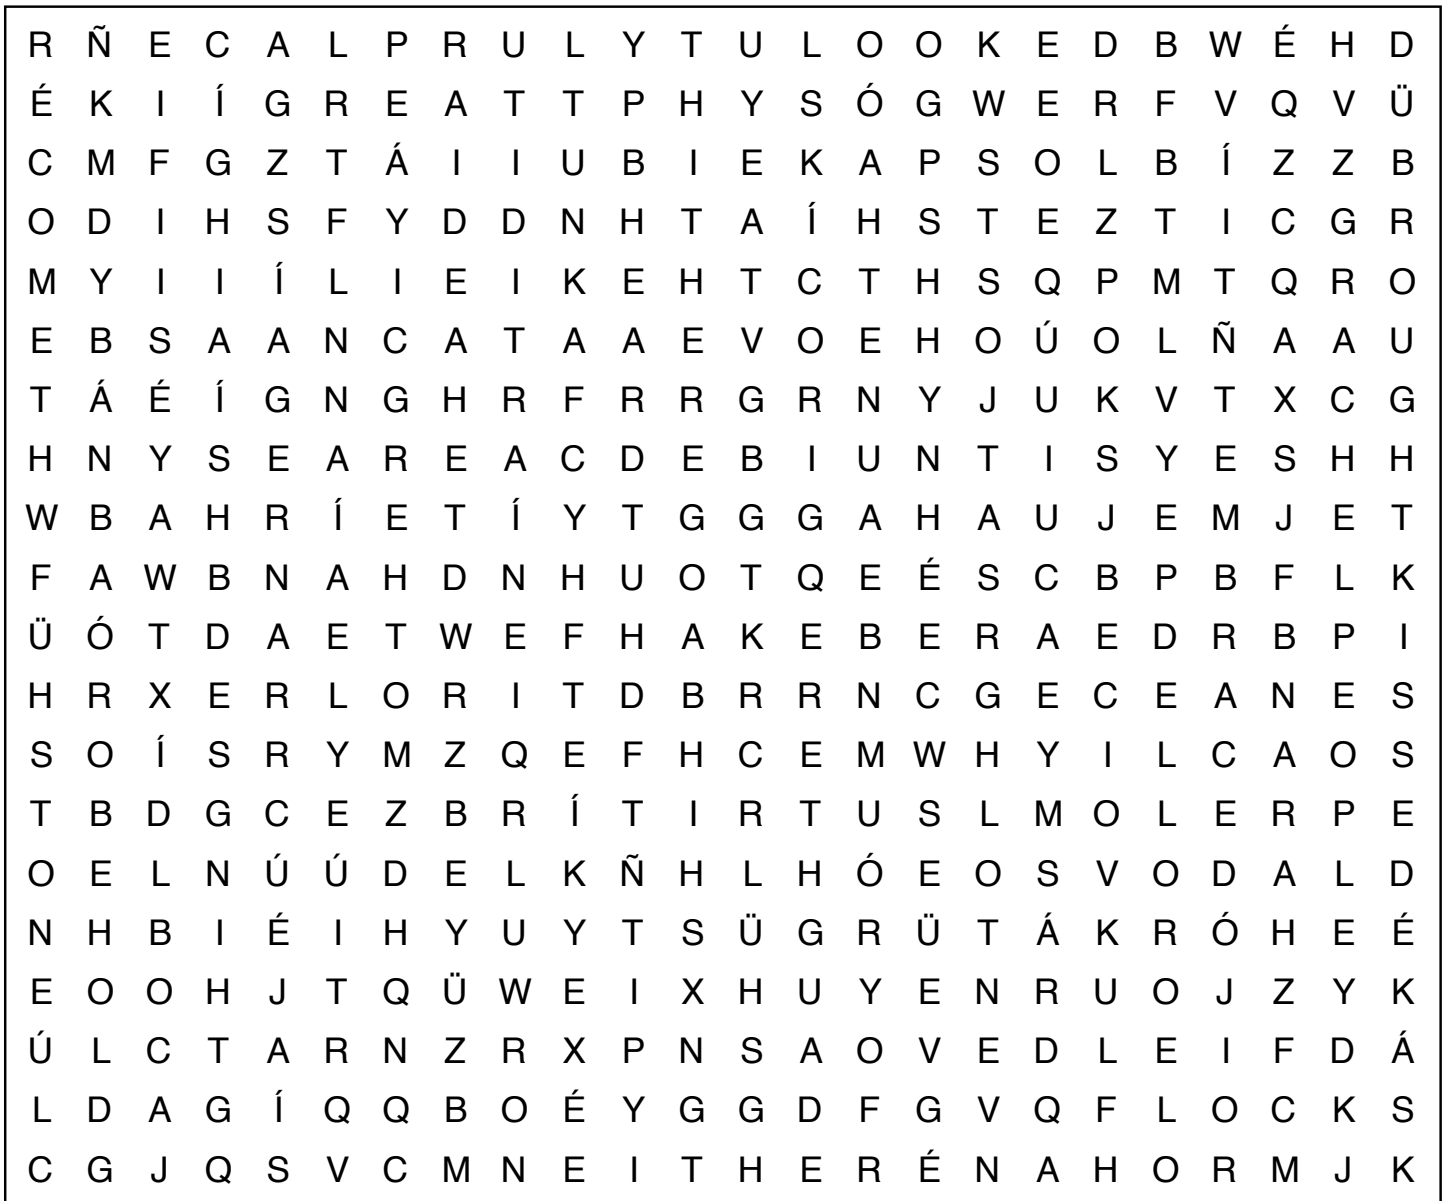 R Ñ E C A L P R U L Y T U L O O K E D B W É H D
É K I Í G R E A T T P H Y S Ó G W E R F V Q V Ü
C M F G Z T Á I I U B I E K A P S O L B Í Z Z B
O D I H S F Y D D N H T A Í H S T E Z T I C G R
M Y I I Í L I E I K E H T C T H S Q P M T Q R O
E B S A A N C A T A A E V O E H O Ú O L Ñ A A U
T Á É Í G N G H R F R R G R N Y J U K V T X C G
H N Y S E A R E A C D E B I U N T I S Y E S H H
W B A H R Í E T Í Y T G G G A H A U J E M J E T
F A W B N A H D N H U O T Q E É S C B P B F L K
Ü Ó T D A E T W E F H A K E B E R A E D R B P I
H R X E R L O R I T D B R R N C G E C E A N E S
S O Í S R Y M Z Q E F H C E M W H Y I L C A O S
T B D G C E Z B R Í T I R T U S L M O L E R P E
O E L N Ú Ú D E L K Ñ H L H Ó E O S V O D A L D
N H B I É I H Y U Y T S Ü G R Ü T Á K R Ó H E É
E O O H J T Q Ü W E I X H U Y E N R U O J Z Y K
Ú L C T A R N Z R X P N S A O V E D L E I F D Á
L D A G Í Q Q B O É Y G G D F G V Q F L O C K S
C G J Q S V C M N E I T H E R É N A H O R M J K